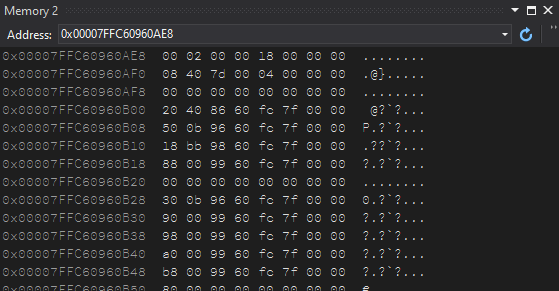 Memory 2
Address: 0x00007FFC60960AE8
0x00007FFC60960AE8 00 02 00 00 18 00 00 00 ........
0x00007FFC60960AF0 08 40 7d 00 04 00 00 00 .@}.....
0x00007FFC60960AF8 00 00 00 00 00 00 00 00 ........
0x00007FFC60960B00 20 40 86 60 fc 7f 00 00 @?`?...
0x00007FFC60960B08 50 0b 96 60 fc 7f 00 00 P.?`?...
0x00007FFC60960B10 18 bb 98 60 fc 7f 00 00 .??`?...
0x00007FFC60960B18 88 00 99 60 fc 7f 00 00 ?.?`?...
0x00007FFC60960B20 00 00 00 00 00 00 00 00 ........
0x00007FFC60960B28 30 0b 96 60 fc 7f 00 00 0.?`?...
0x00007FFC60960B30 90 00 99 60 fc 7f 00 00 ?.?`?...
0x00007FFC60960B38 98 00 99 60 fc 7f 00 00 ?.?`?...
0x00007FFC60960B40 a0 00 99 60 fc 7f 00 00 ?.?`?...
0x00007FFC60960B48 b8 00 99 60 fc 7f 00 00 ?.?`?...